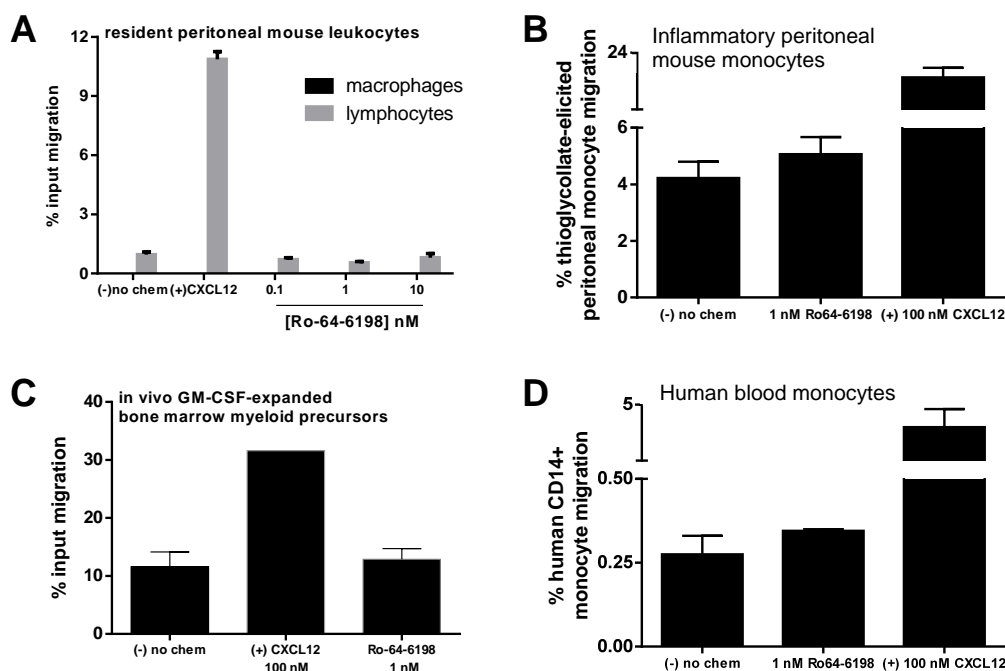 A
resident peritoneal mouse leukocytes
12
9
6
3
0
% input migration
macrophages
lymphocytes
(-)no chem (+)CXCL12 0.1 1 10
[Ro-64-6198] nM
B
Inflammatory peritoneal
mouse monocytes
24
6
4
2
0
% thioglycollate-elicited
peritoneal monocyte migration
(-) no chem 1 nM Ro64-6198 (+) 100 nM CXCL12
C
in vivo GM-CSF-expanded
bone marrow myeloid precursors
40
30
20
10
0
% input migration
(-) no chem (+) CXCL12 Ro-64-6198
100 nM 1 nM
D
Human blood monocytes
5
0.50
0.25
0.00
% human CD14+
monocyte migration
(-) no chem 1 nM Ro64-6198 (+) 100 nM CXCL12